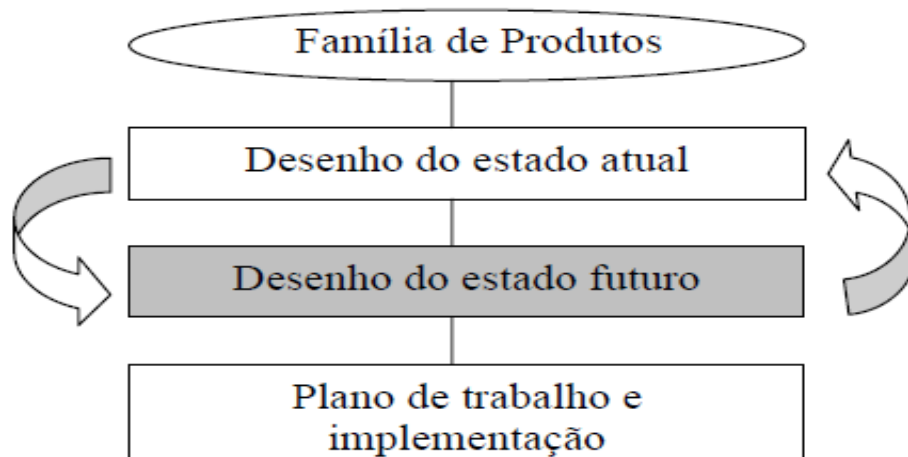 Família de Produtos
Desenho do estado atual
Desenho do estado futuro
Plano de trabalho e
implementação